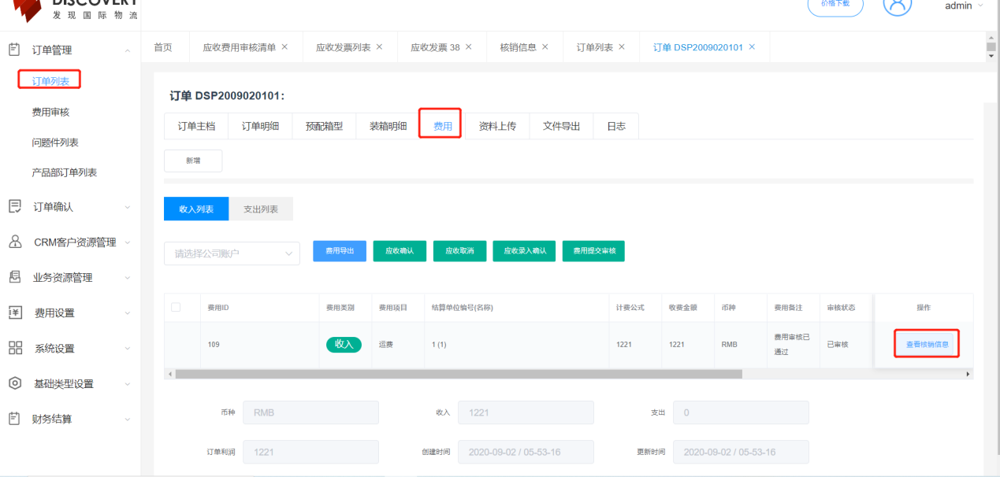 DISCOVERY
发 现 国 际 物 流
价格下载
admin
订单管理
订单列表
费用审核
问题件列表
产品部订单列表
订单确认
CRM客户资源管理
业务资源管理
费用设置
系统设置
基础类型设置
财务结算
首页 应收费用审核清单 × 应收发票列表 × 应收发票 38 × 核销信息 × 订单列表 × 订单 DSP2009020101 ×
订单 DSP2009020101:
订单主档 订单明细 预配箱型 装箱明细 费用 资料上传 文件导出 日志
新增
收入列表 支出列表
请选择公司账户 费用导出 应收确认 应收取消 应收录入确认 费用提交审核
费用ID 费用类别 费用项目 结算单位编号(名称) 计费公式 收费金额 币种 费用备注 审核状态 操作
109 收入 运费 1 (1) 1221 1221 RMB 费用审核已通过 已审核 查看核销信息
币种 RMB 收入 1221 支出 0
订单利润 1221 创建时间 2020-09-02 / 05-53-16 更新时间 2020-09-02 / 05-53-16